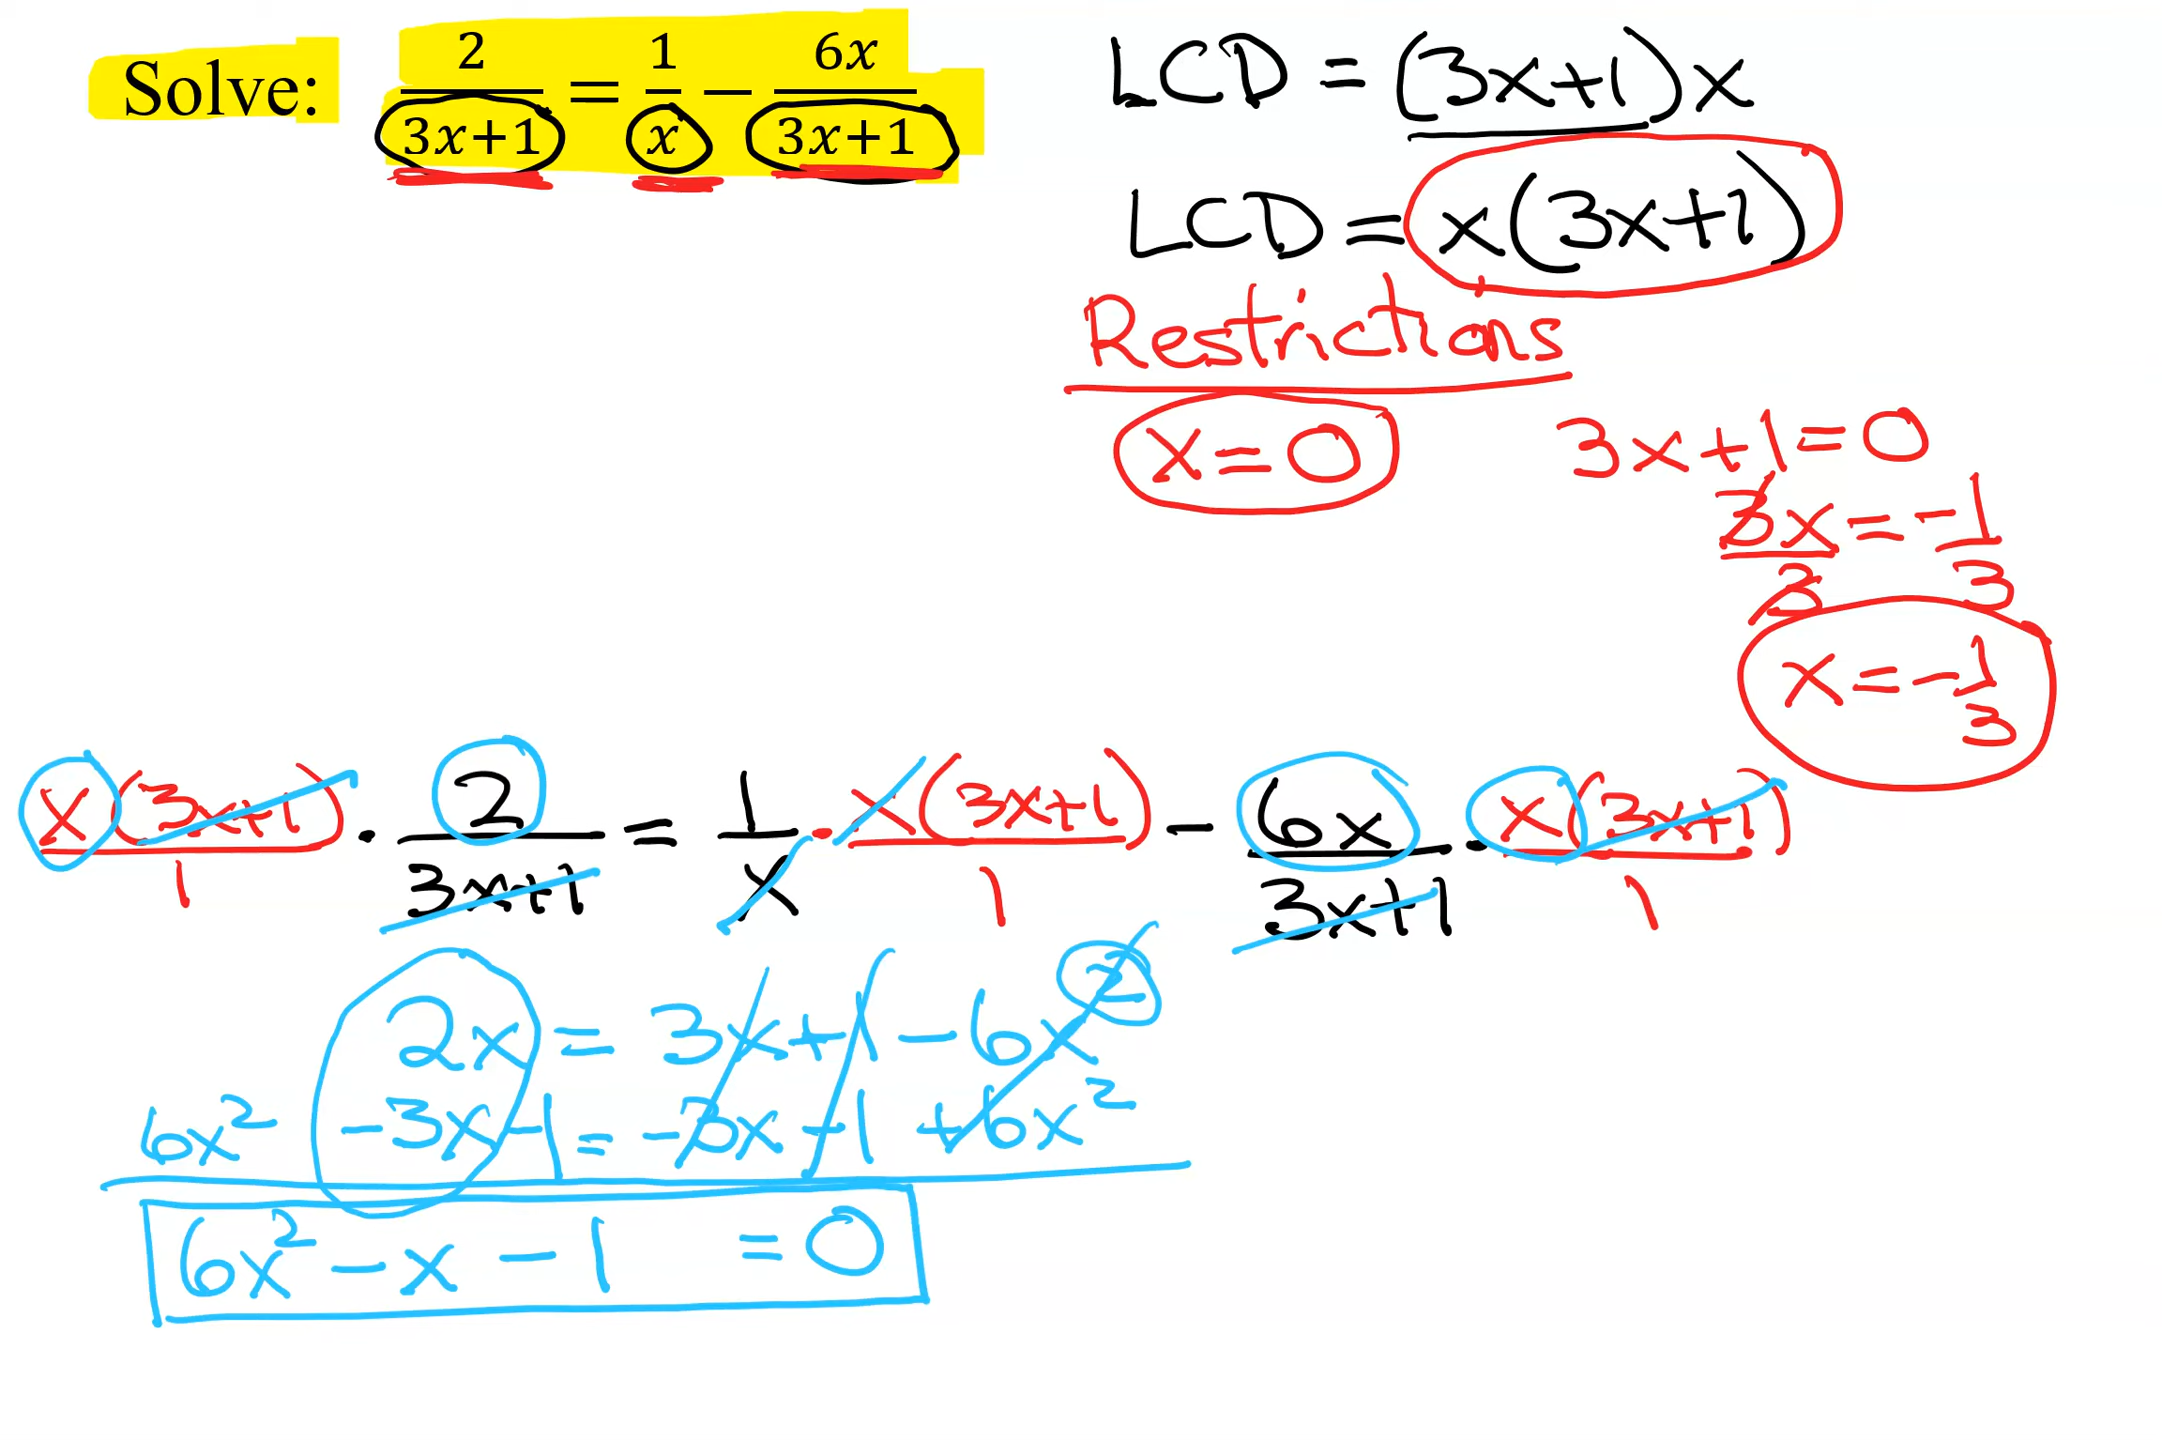 Solve: 2/(3x+1) = 1/x − 6x/(3x+1)
LCD = (3x+1)x
LCD = x(3x+1)
Restrictions
x = 0
3x+1 = 0
3x/3 = -1/3
x = -1/3
x(3x+1)/1 · 2/(3x+1) = 1/x · x(3x+1)/1 − 6x/(3x+1) · x(3x+1)/1
2x = 3x+1 − 6x²
6x² −3x −1 = −3x −1 +6x²
6x² − x − 1 = 0